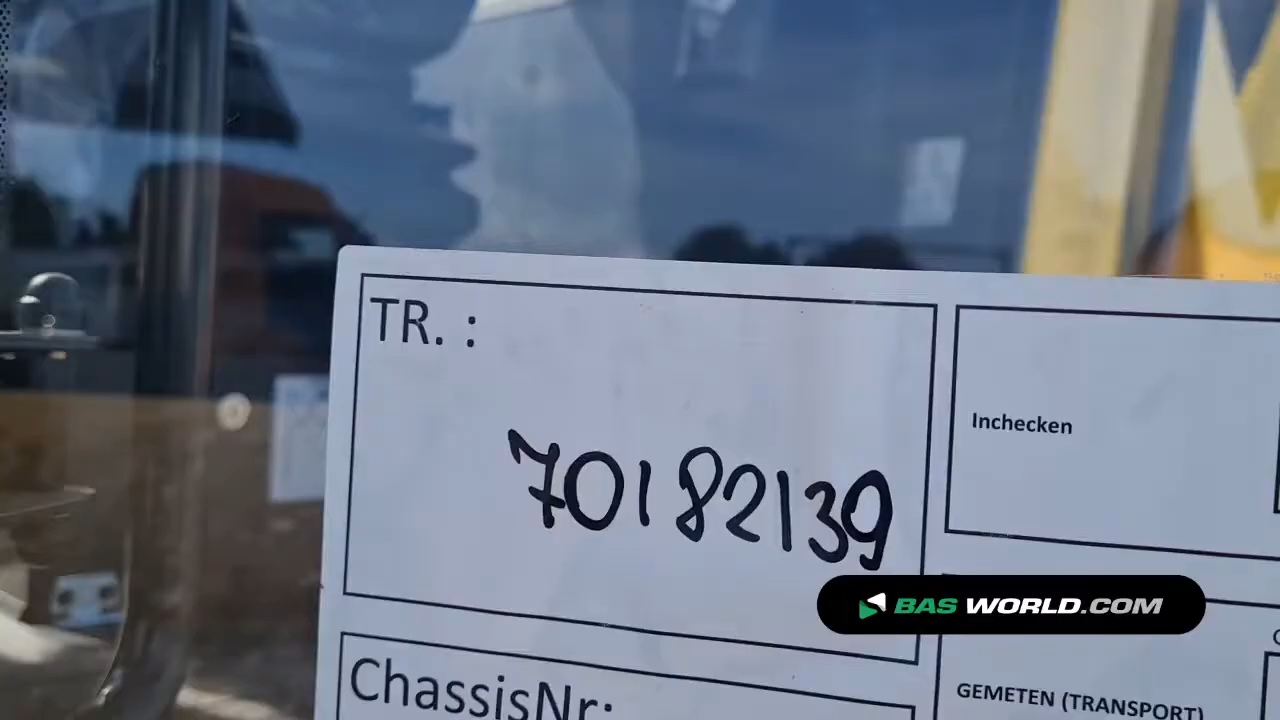 TR. :
70182139
Inchecken
BAS WORLD.COM
ChassisNr:
GEMETEN (TRANSPORT)